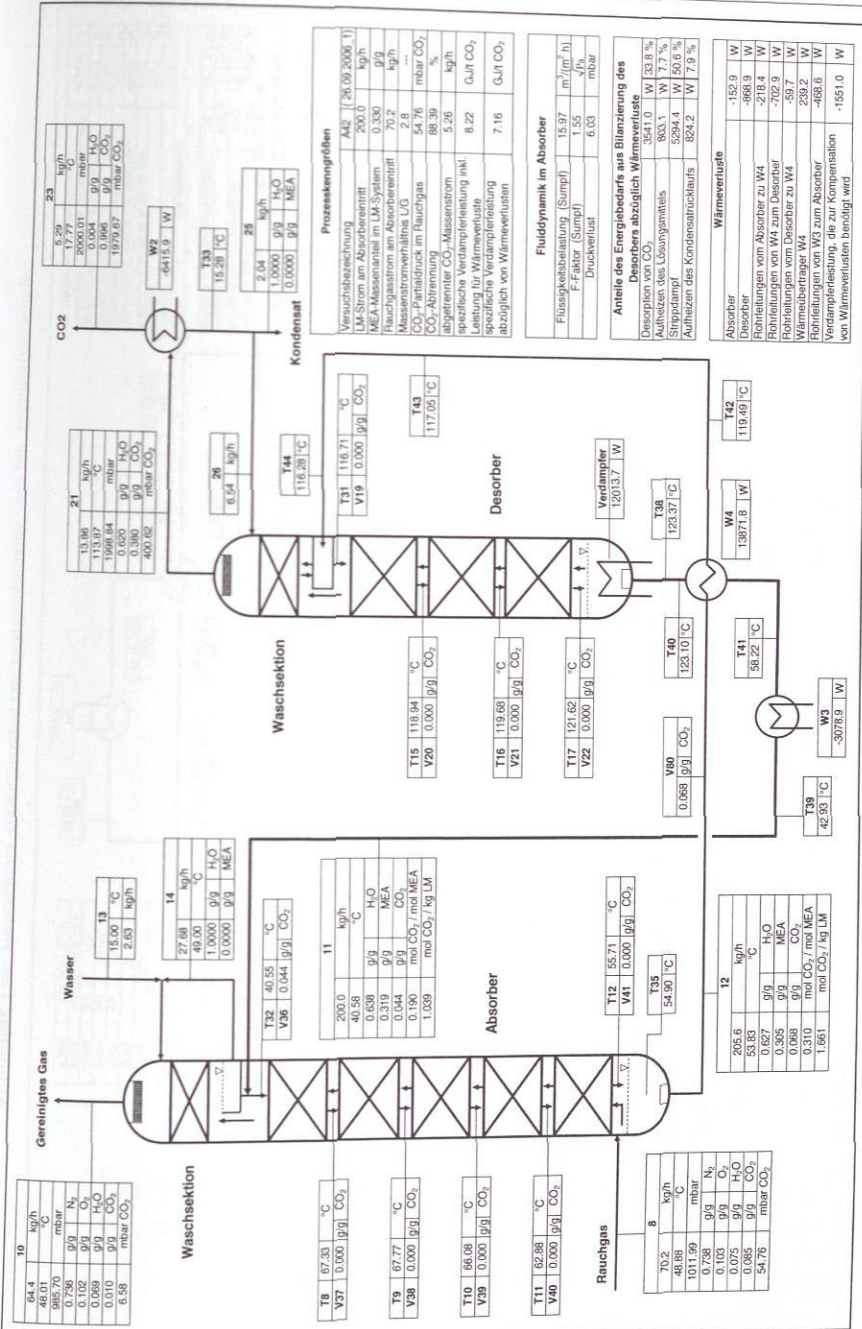 Gereinigtes Gas
Wasser
10
64.4 kg/h
48.01 °C
985.70 mbar
0.736 g/g N₂
0.102 g/g O₂
0.069 g/g H₂O
0.010 g/g CO₂
6.58 mbar CO₂
13
15.00 °C
2.63 kg/h
14
27.68 kg/h
49.00 °C
1.0000 g/g H₂O
0.0000 g/g MEA
Waschsektion
T32 40.55 °C
V36 0.044 g/g CO₂
11
200.0 kg/h
40.58 °C
0.638 g/g H₂O
0.319 g/g MEA
0.044 g/g CO₂
0.190 mol CO₂ / mol MEA
1.039 mol CO₂ / kg LM
Absorber
T8 67.33 °C
V37 0.000 g/g CO₂
T9 67.77 °C
V38 0.000 g/g CO₂
T10 66.08 °C
V39 0.000 g/g CO₂
T11 62.88 °C
V40 0.000 g/g CO₂
T12 55.71 °C
V41 0.000 g/g CO₂
T35
54.90 °C
Rauchgas
8
70.2 kg/h
48.88 °C
1011.99 mbar
0.738 g/g N₂
0.103 g/g O₂
0.075 g/g H₂O
0.085 g/g CO₂
54.76 mbar CO₂
12
205.6 kg/h
53.83 °C
0.627 g/g H₂O
0.305 g/g MEA
0.068 g/g CO₂
0.310 mol CO₂ / mol MEA
1.661 mol CO₂ / kg LM
V80
0.068 g/g CO₂
T39
42.93 °C
W3
-3078.9 W
T41
58.22 °C
T40
123.10 °C
W4
13871.8 W
T38
123.37 °C
T42
119.49 °C
Verdampfer
12013.7 W
Waschsektion
Desorber
T15 118.94 °C
V20 0.000 g/g CO₂
T16 119.68 °C
V21 0.000 g/g CO₂
T17 121.62 °C
V22 0.000 g/g CO₂
T31 116.71 °C
V19 0.000 g/g CO₂
T44
116.28 °C
T43
117.05 °C
26
6.54 kg/h
21
13.86 kg/h
113.87 °C
1998.84 mbar
0.620 g/g H₂O
0.380 g/g CO₂
400.62 mbar CO₂
CO2
23
5.29 kg/h
17.77 °C
2000.01 mbar
0.004 g/g H₂O
0.996 g/g CO₂
1979.67 mbar CO₂
W2
-6415.9 W
T33
15.28 °C
25
2.04 kg/h
1.0000 g/g H₂O
0.0000 g/g MEA
Kondensat
Prozesskenngrößen
Versuchsbezeichnung A42 (26.09.2006_1)
LM-Strom am Absorbereintritt 200.0 kg/h
MEA-Massenanteil im LM-System 0.330 g/g
Rauchgasstrom am Absorbereintritt 70.2 kg/h
Massenstromverhältnis L/G 2.8 ---
CO₂-Partialdruck im Rauchgas 54.76 mbar CO₂
CO₂-Abtrennung 88.39 %
abgetrennter CO₂-Massenstrom 5.26 kg/h
spezifische Verdampferleistung inkl.
Leistung für Wärmeverluste 8.22 GJ/t CO₂
spezifische Verdampferleistung
abzüglich von Wärmeverlusten 7.16 GJ/t CO₂
Fluiddynamik im Absorber
Flüssigkeitsbelastung (Sumpf) 15.97 m³/(m² h)
F-Faktor (Sumpf) 1.55 √Pa
Druckverlust 6.03 mbar
Anteile des Energiebedarfs aus Bilanzierung des
Desorbers abzüglich Wärmeverluste
Desorption von CO₂ 3541.0 W 33.8 %
Aufheizen des Lösungsmittels 803.1 W 7.7 %
Strippdampf 5294.4 W 50.6 %
Aufheizen des Kondensatrücklaufs 824.2 W 7.9 %
Wärmeverluste
Absorber -152.9 W
Desorber -868.9 W
Rohrleitungen vom Absorber zu W4 -218.4 W
Rohrleitungen von W4 zum Desorber -702.9 W
Rohrleitungen vom Desorber zu W4 -59.7 W
Wärmeübertrager W4 239.2 W
Rohrleitungen von W3 zum Absorber -468.6 W
Verdampferleistung, die zur Kompensation
von Wärmeverlusten benötigt wird -1551.0 W